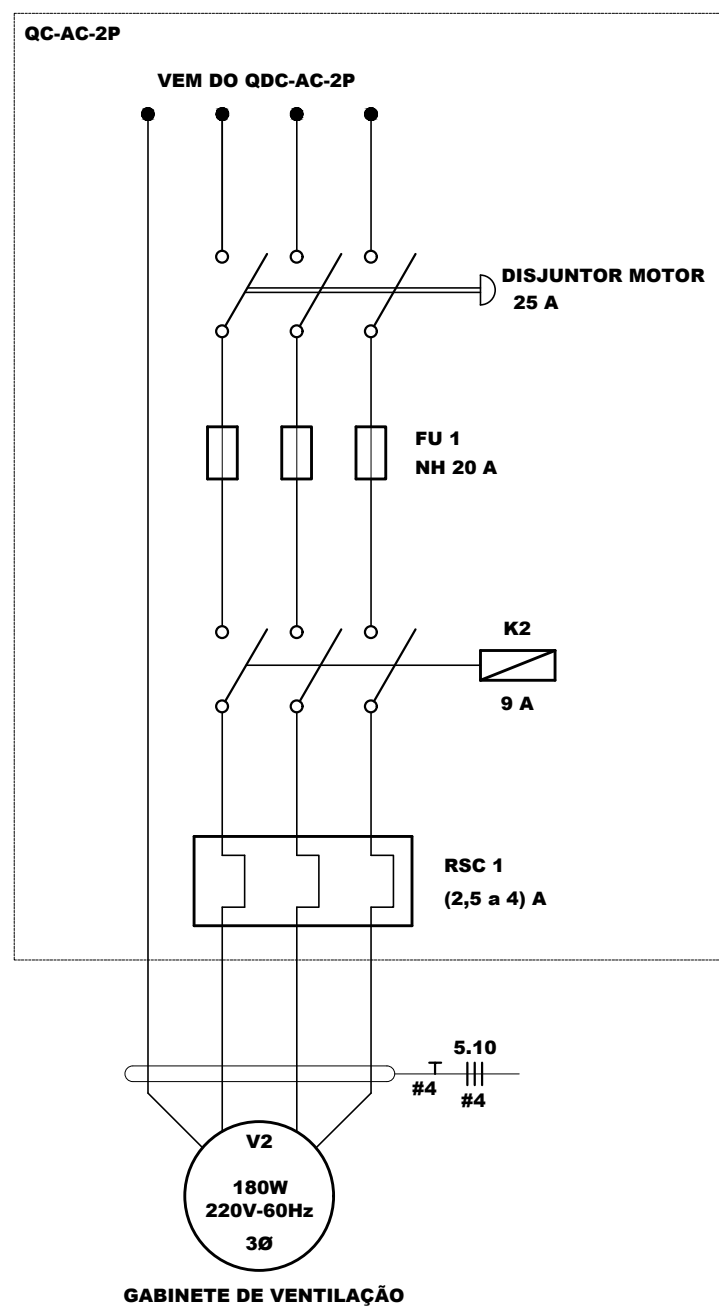 QC-AC-2P
VEM DO QDC-AC-2P
DISJUNTOR MOTOR
25 A
FU 1
NH 20 A
K2
9 A
RSC 1
(2,5 a 4) A
5.10
#4
#4
V2
180W
220V-60Hz
3Ø
GABINETE DE VENTILAÇÃO